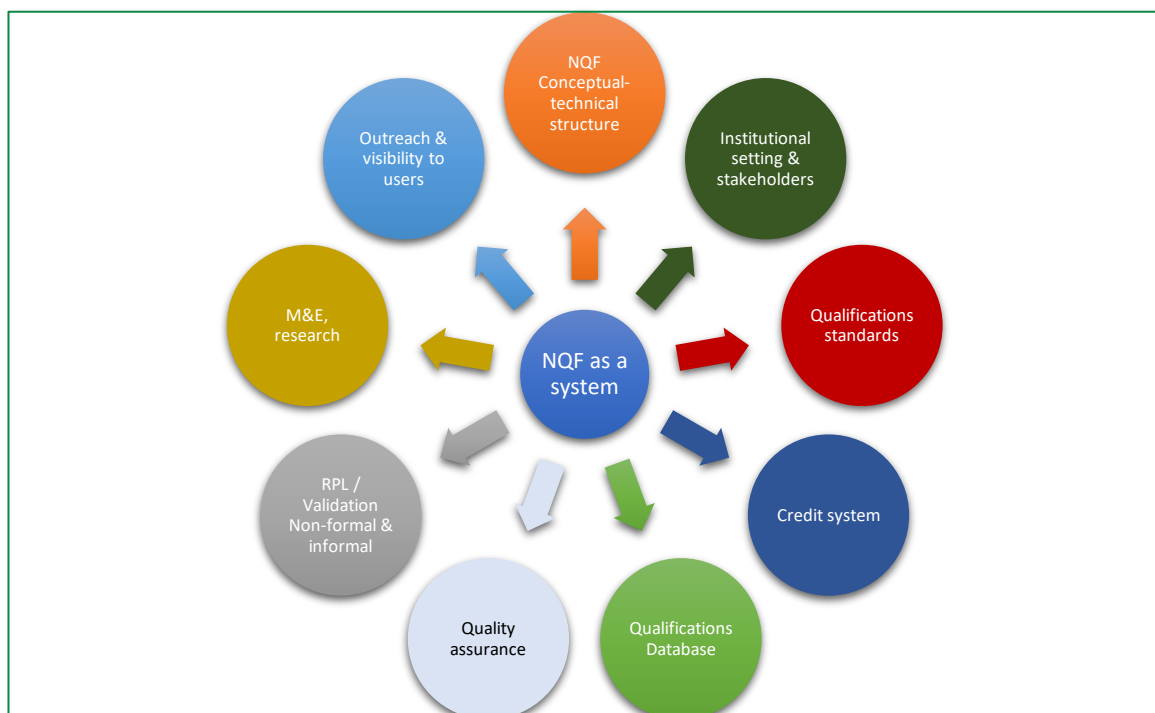 NQF
Conceptual-
technical
structure
Institutional
setting &
stakeholders
Qualifications
standards
Credit system
Qualifications
Database
Quality
assurance
RPL /
Validation
Non-formal &
informal
M&E,
research
Outreach &
visibility to
users
NQF as a
system